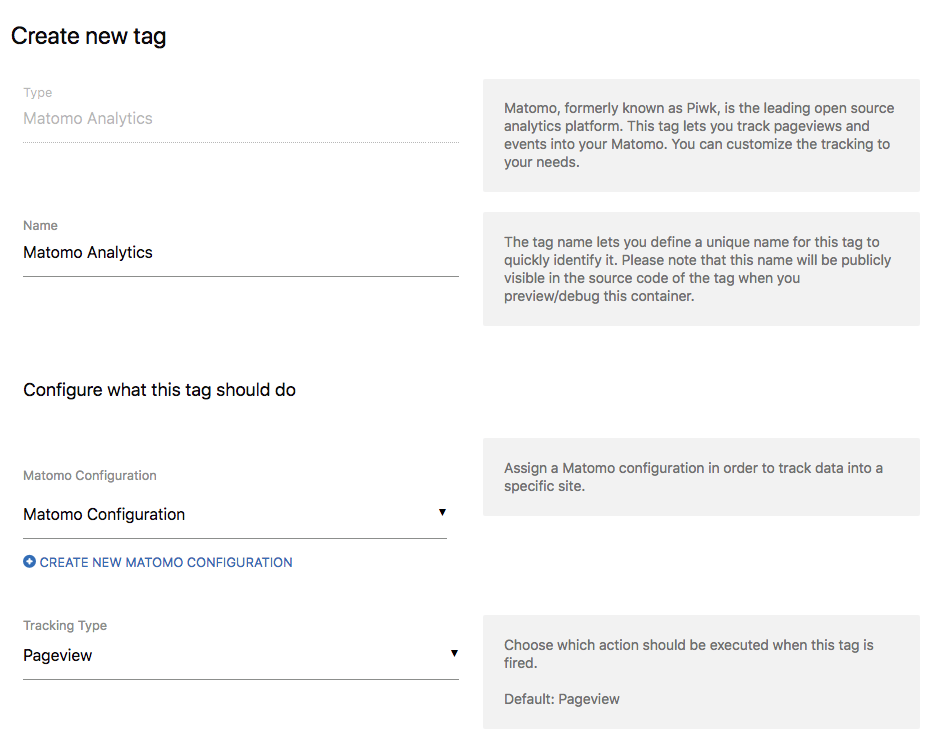 Create new tag
Type
Matomo Analytics
Matomo, formerly known as Piwk, is the leading open source
analytics platform. This tag lets you track pageviews and
events into your Matomo. You can customize the tracking to
your needs.
Name
Matomo Analytics
The tag name lets you define a unique name for this tag to
quickly identify it. Please note that this name will be publicly
visible in the source code of the tag when you
preview/debug this container.
Configure what this tag should do
Matomo Configuration
Matomo Configuration
CREATE NEW MATOMO CONFIGURATION
Assign a Matomo configuration in order to track data into a
specific site.
Tracking Type
Pageview
Choose which action should be executed when this tag is
fired.
Default: Pageview